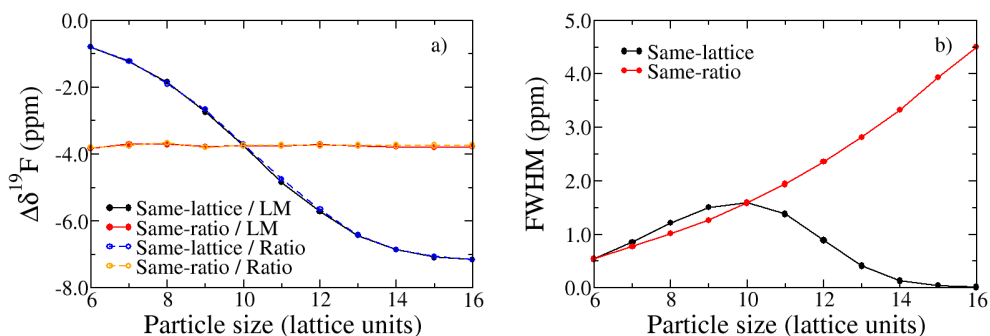 0.0
-2.0
-4.0
-6.0
-8.0
Δδ¹⁹F (ppm)
a)
Same-lattice / LM
Same-ratio / LM
Same-lattice / Ratio
Same-ratio / Ratio
6 8 10 12 14 16
Particle size (lattice units)
5.0
4.0
3.0
2.0
1.0
0.0
FWHM (ppm)
b)
Same-lattice
Same-ratio
6 8 10 12 14 16
Particle size (lattice units)